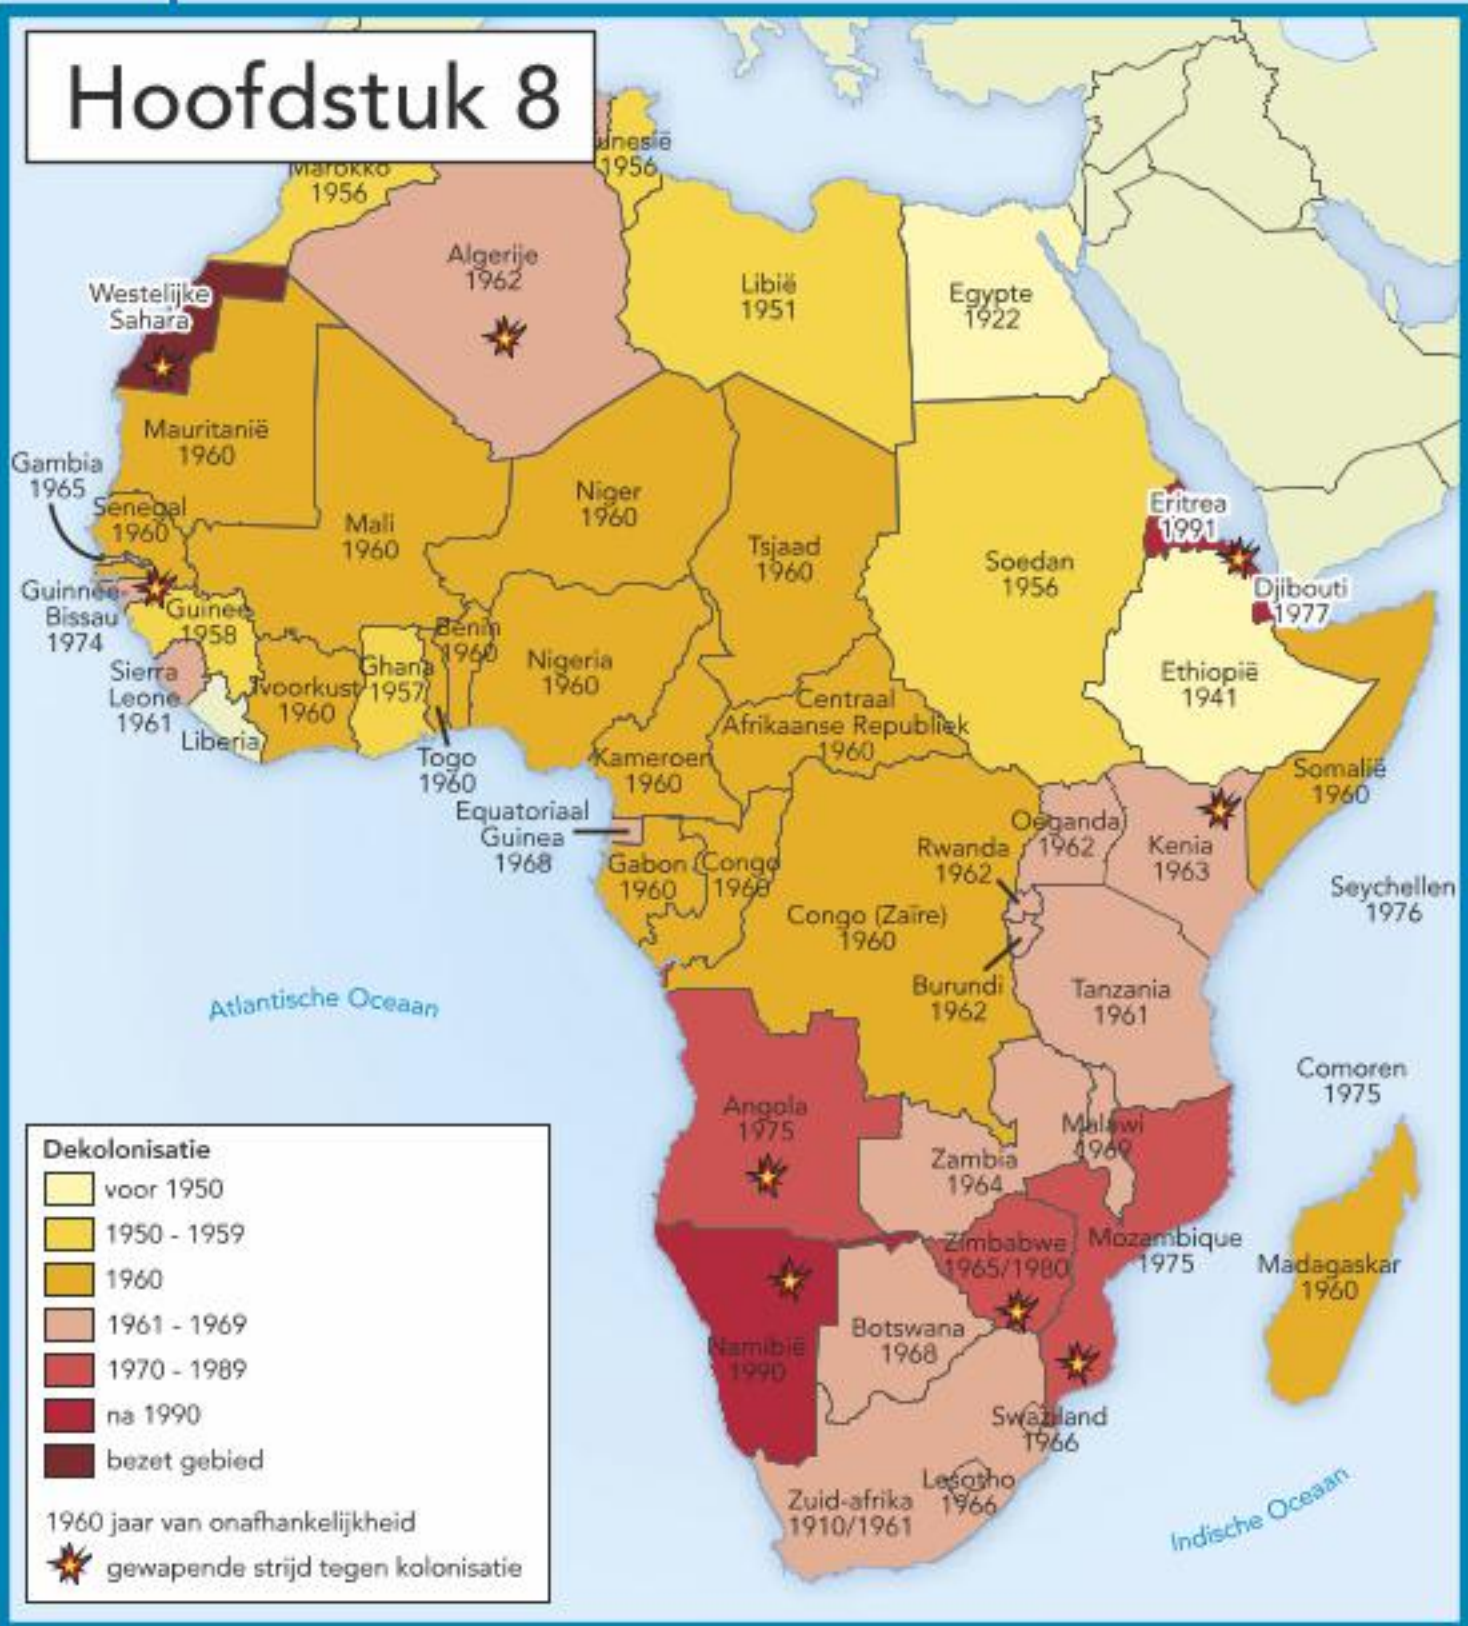 Hoofdstuk 8
Marokko
1956
unesië
1956
Algerije
1962
Libië
1951
Egypte
1922
Westelijke
Sahara
Mauritanië
1960
Gambia
1965
Senegal
1960
Mali
1960
Niger
1960
Tsjaad
1960
Soedan
1956
Eritrea
1991
Djibouti
1977
Guinnee-
Bissau
1974
Guinee
1958
Sierra
Leone
1961
Liberia
Ivoorkust
1960
Ghana
1957
Benin
1960
Togo
1960
Nigeria
1960
Centraal
Afrikaanse Republiek
1960
Ethiopië
1941
Somalië
1960
Kameroen
1960
Equatoriaal
Guinea
1968
Gabon
1960
Congo
1960
Congo (Zaïre)
1960
Oeganda
1962
Rwanda
1962
Kenia
1963
Burundi
1962
Tanzania
1961
Seychellen
1976
Comoren
1975
Atlantische Oceaan
Angola
1975
Zambia
1964
Malawi
1969
Mozambique
1975
Zimbabwe
1965/1980
Madagaskar
1960
Namibië
1990
Botswana
1968
Swaziland
1966
Lesotho
1966
Zuid-afrika
1910/1961
Indische Oceaan
Dekolonisatie
voor 1950
1950 - 1959
1960
1961 - 1969
1970 - 1989
na 1990
bezet gebied
1960 jaar van onafhankelijkheid
gewapende strijd tegen kolonisatie